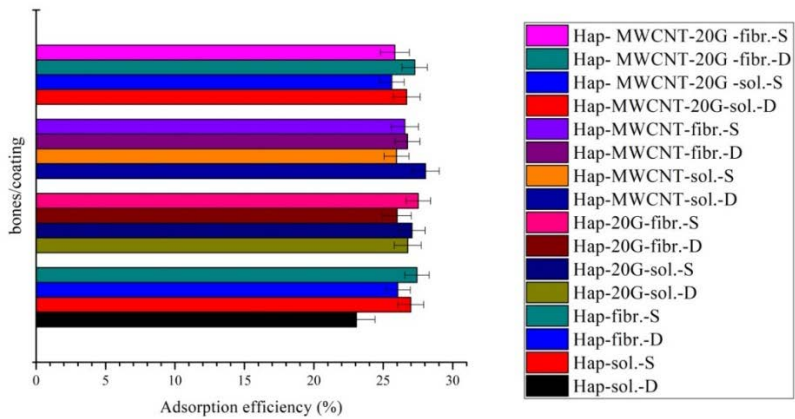 bones/coating
0 5 10 15 20 25 30
Adsorption efficiency (%)
Hap- MWCNT-20G -fibr.-S
Hap- MWCNT-20G -fibr.-D
Hap- MWCNT-20G -sol.-S
Hap-MWCNT-20G-sol.-D
Hap-MWCNT-fibr.-S
Hap-MWCNT-fibr.-D
Hap-MWCNT-sol.-S
Hap-MWCNT-sol.-D
Hap-20G-fibr.-S
Hap-20G-fibr.-D
Hap-20G-sol.-S
Hap-20G-sol.-D
Hap-fibr.-S
Hap-fibr.-D
Hap-sol.-S
Hap-sol.-D